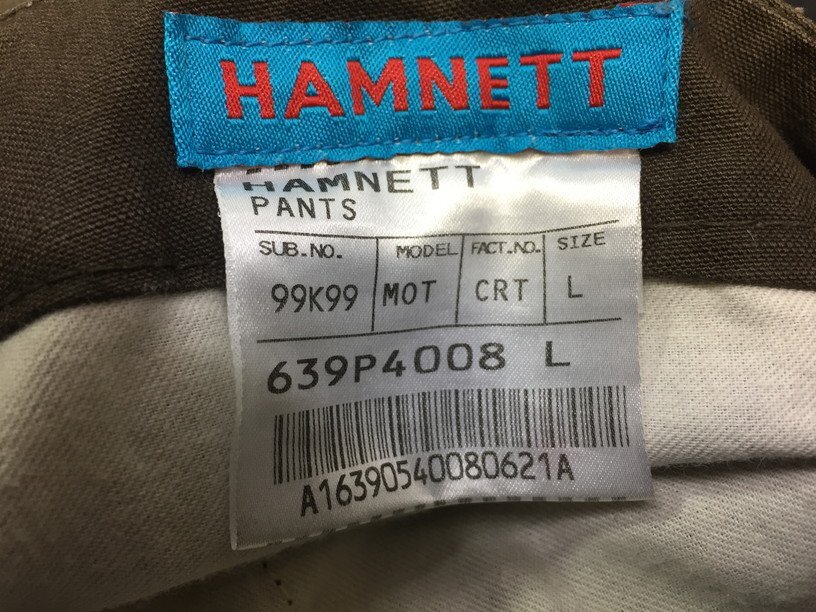 HAMNETT
HAMNETT
PANTS
SUB.NO. MODEL FACT.NO. SIZE
99K99 MOT CRT L
639P4008 L
A16390540080621A